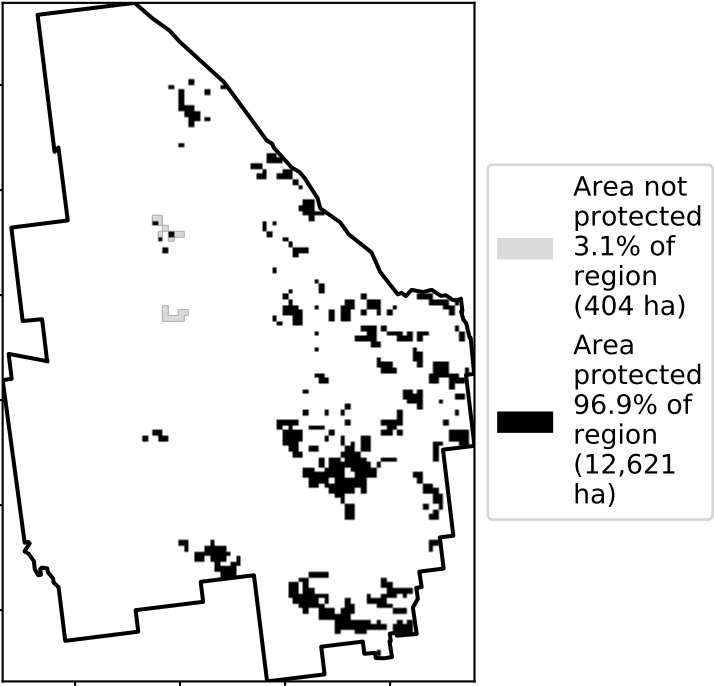 Area not
protected
3.1% of
region
(404 ha)
Area
protected
96.9% of
region
(12,621
ha)